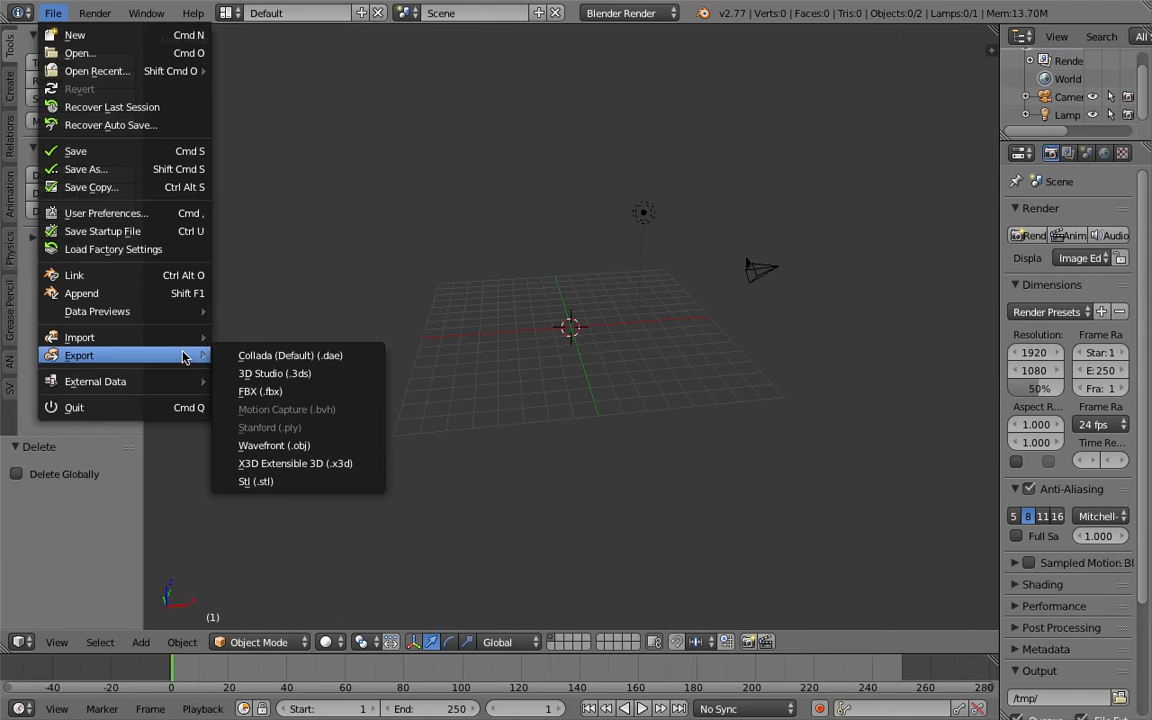 File Render Window Help Default Scene Blender Render v2.77 | Verts:0 | Faces:0 | Tris:0 | Objects:0/2 | Lamps:0/1 | Mem:13.70M
New Cmd N
Open... Cmd O
Open Recent... Shift Cmd O
Revert
Recover Last Session
Recover Auto Save...
Save Cmd S
Save As... Shift Cmd S
Save Copy... Ctrl Alt S
User Preferences... Cmd ,
Save Startup File Ctrl U
Load Factory Settings
Link Ctrl Alt O
Append Shift F1
Data Previews
Import
Export
External Data
Quit Cmd Q
Collada (Default) (.dae)
3D Studio (.3ds)
FBX (.fbx)
Motion Capture (.bvh)
Stanford (.ply)
Wavefront (.obj)
X3D Extensible 3D (.x3d)
Stl (.stl)
Tools
Create
Relations
Animation
Physics
Grease Pencil
AN
SV
Delete
Delete Globally
(1)
View Search All S
Rende
World
Camer
Lamp
Scene
Render
Rend Anim Audio
Displa Image Ed
Dimensions
Render Presets
Resolution: Frame Ra
1920 Star: 1
1080 E: 250
50% Fra: 1
Aspect R... Frame Ra
1.000 24 fps
1.000 Time Re...
Anti-Aliasing
5 8 11 16 Mitchell-
Full Sa 1.000
Sampled Motion Bl
Shading
Performance
Post Processing
Metadata
Output
/tmp/
View Select Add Object Object Mode Global
-40 -20 0 20 40 60 80 100 120 140 160 180 200 220 240 260 280
View Marker Frame Playback Start: 1 End: 250 1 No Sync